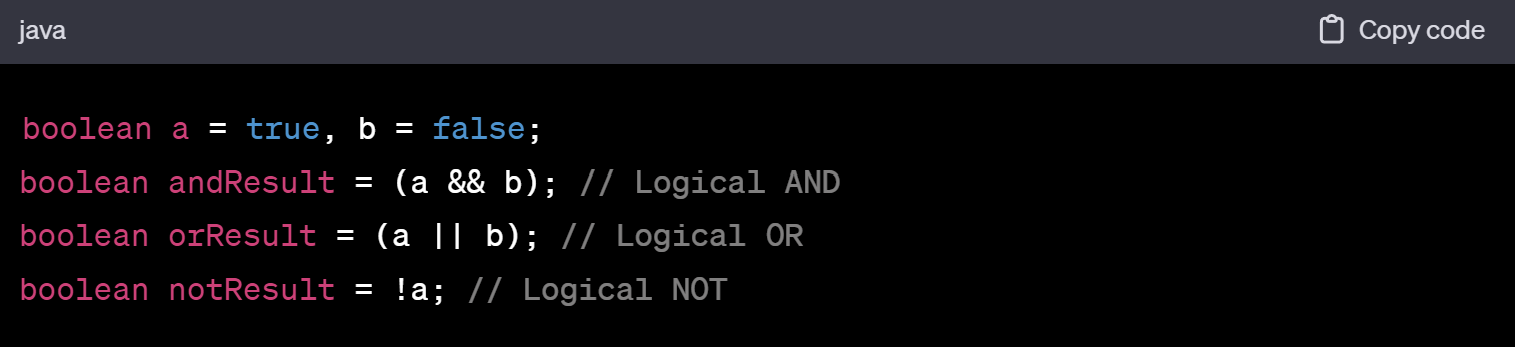 java
Copy code
boolean a = true, b = false;
boolean andResult = (a && b); // Logical AND
boolean orResult = (a || b); // Logical OR
boolean notResult = !a; // Logical NOT